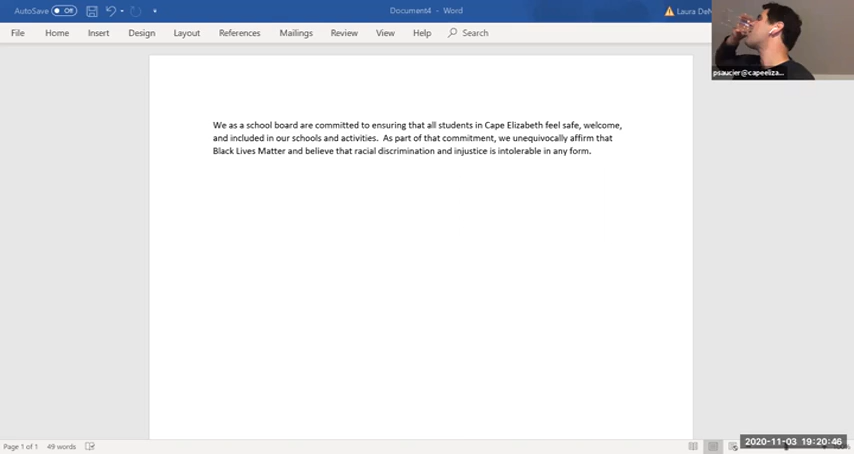 AutoSave Off
Document4 - Word
Laura
File Home Insert Design Layout References Mailings Review View Help Search
psaucier@capeeliza...
We as a school board are committed to ensuring that all students in Cape Elizabeth feel safe, welcome,
and included in our schools and activities. As part of that commitment, we unequivocally affirm that
Black Lives Matter and believe that racial discrimination and injustice is intolerable in any form.
Page 1 of 1 49 words
2020-11-03 19:20:46